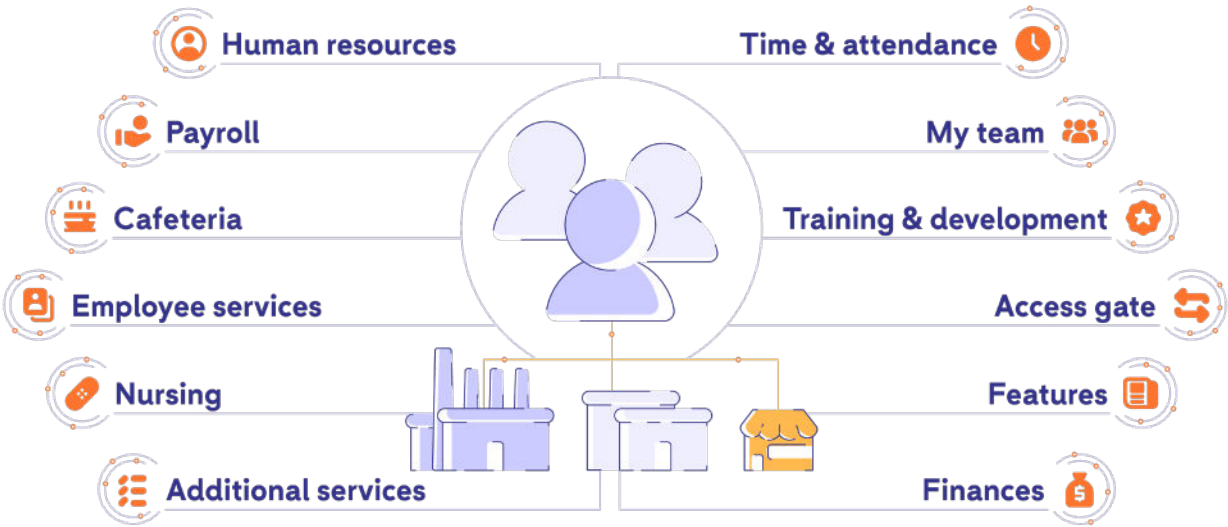 Human resources
Time & attendance
Payroll
My team
Cafeteria
Training & development
Employee services
Access gate
Nursing
Features
Additional services
Finances